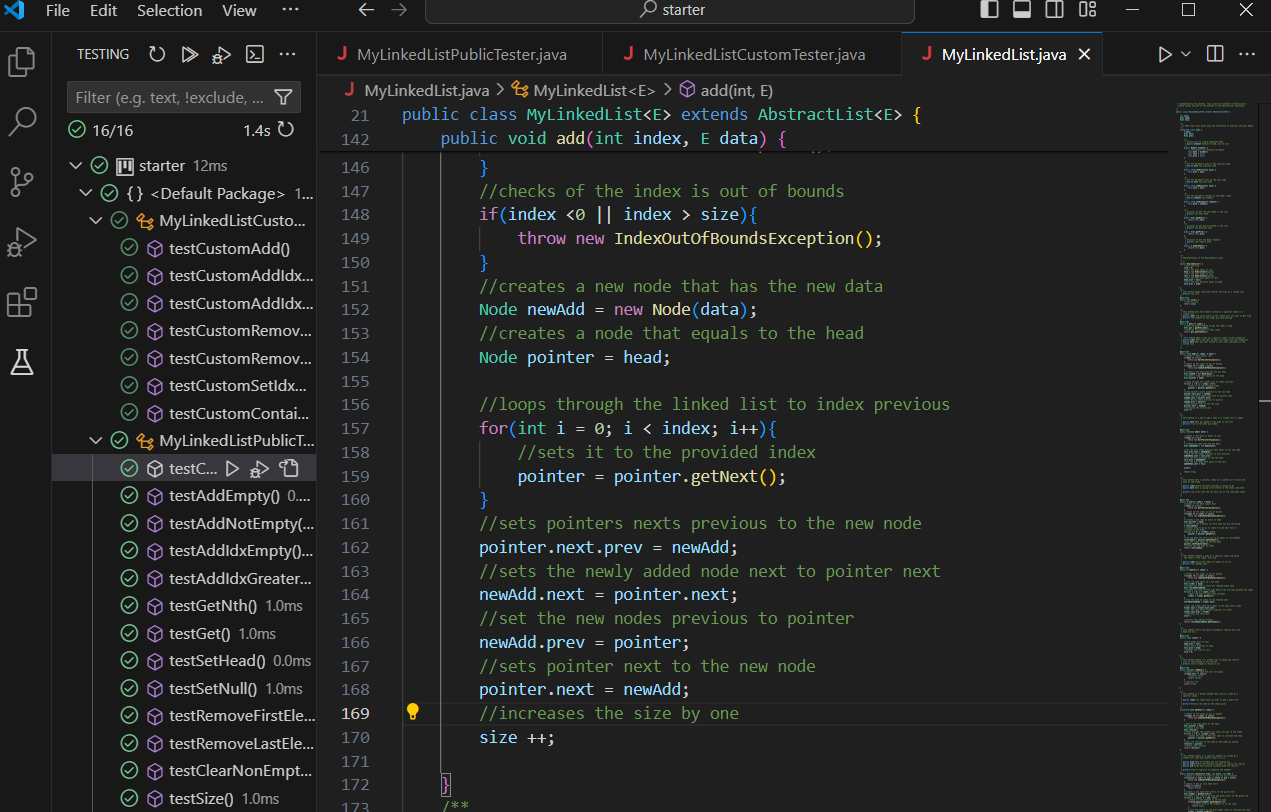 File Edit Selection View ··· starter
TESTING
Filter (e.g. text, !exclude, ...
16/16 1.4s
starter 12ms
{} <Default Package> 1...
MyLinkedListCusto...
testCustomAdd()
testCustomAddIdx...
testCustomAddIdx...
testCustomRemov...
testCustomRemov...
testCustomSetIdx...
testCustomContai...
MyLinkedListPublicT...
testC...
testAddEmpty() 0....
testAddNotEmpty(...
testAddIdxEmpty()...
testAddIdxGreater...
testGetNth() 1.0ms
testGet() 1.0ms
testSetHead() 0.0ms
testSetNull() 1.0ms
testRemoveFirstEle...
testRemoveLastEle...
testClearNonEmpt...
testSize() 1.0ms
J MyLinkedListPublicTester.java J MyLinkedListCustomTester.java J MyLinkedList.java
J MyLinkedList.java > MyLinkedList<E> > add(int, E)
21 public class MyLinkedList<E> extends AbstractList<E> {
142 public void add(int index, E data) {
146 }
147 //checks of the index is out of bounds
148 if(index <0 || index > size){
149 throw new IndexOutOfBoundsException();
150 }
151 //creates a new node that has the new data
152 Node newAdd = new Node(data);
153 //creates a node that equals to the head
154 Node pointer = head;
155
156 //loops through the linked list to index previous
157 for(int i = 0; i < index; i++){
158 //sets it to the provided index
159 pointer = pointer.getNext();
160 }
161 //sets pointers nexts previous to the new node
162 pointer.next.prev = newAdd;
163 //sets the newly added node next to pointer next
164 newAdd.next = pointer.next;
165 //set the new nodes previous to pointer
166 newAdd.prev = pointer;
167 //sets pointer next to the new node
168 pointer.next = newAdd;
169 //increases the size by one
170 size ++;
171
172 }
173 /**